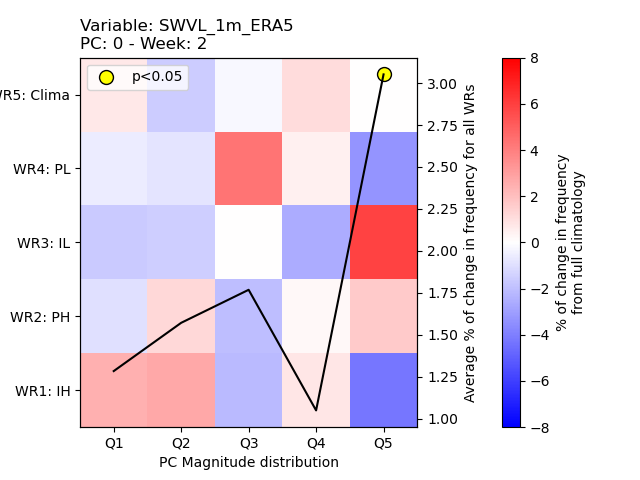 Variable: SWVL_1m_ERA5
PC: 0 - Week: 2
p<0.05
WR5: Clima
WR4: PL
WR3: IL
WR2: PH
WR1: IH
Q1 Q2 Q3 Q4 Q5
PC Magnitude distribution
3.00
2.75
2.50
2.25
2.00
1.75
1.50
1.25
1.00
Average % of change in frequency for all WRs
8
6
4
2
0
−2
−4
−6
−8
% of change in frequency
from full climatology